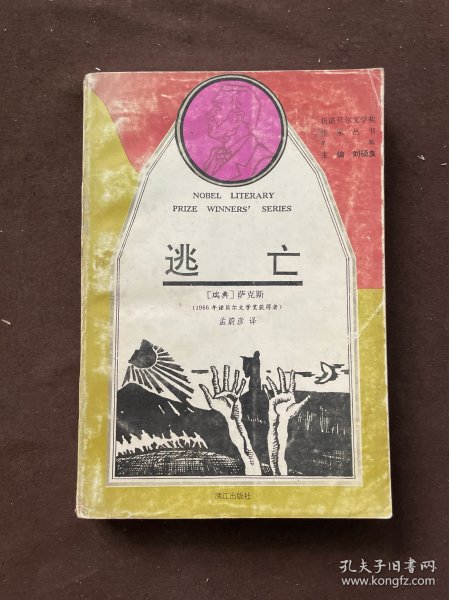 获诺贝尔文学奖
作家丛书
主编 刘硕良
NOBEL LITERARY
PRIZE WINNERS' SERIES
逃亡
[瑞典]萨克斯
(1966年诺贝尔文学奖获得者)
孟蔚彦 译
漓江出版社
孔夫子旧书网
www.kongfz.com